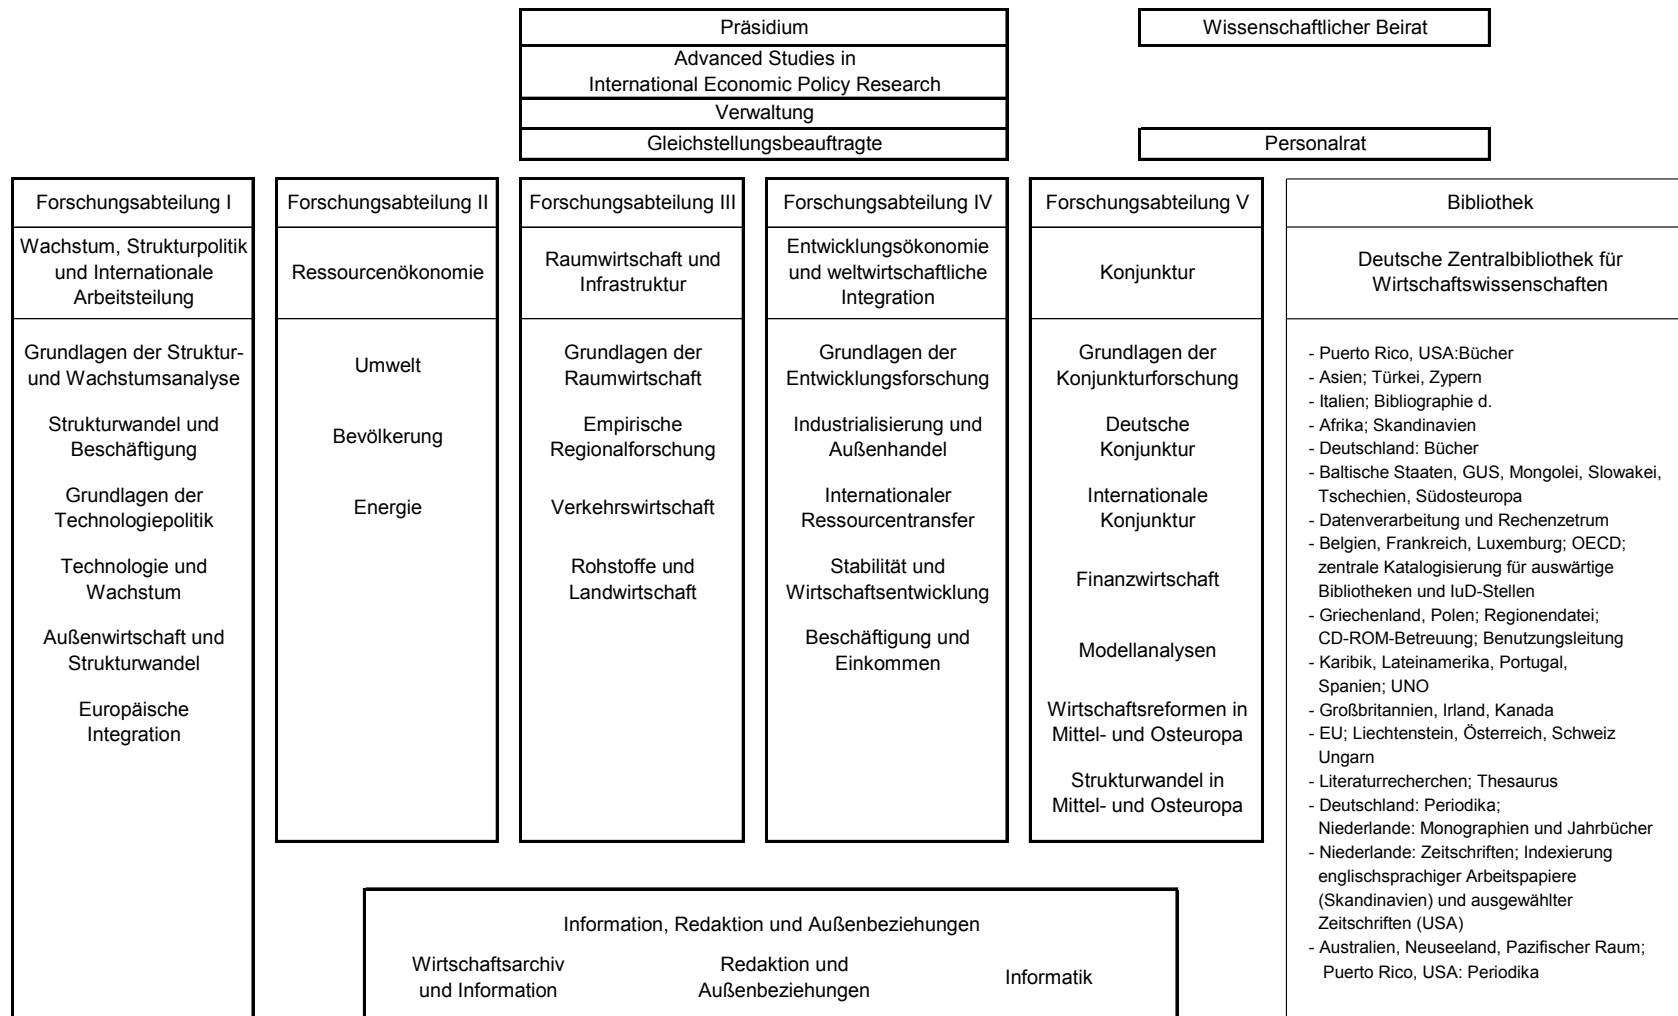 Präsidium
Advanced Studies in
International Economic Policy Research
Verwaltung
Gleichstellungsbeauftragte
Wissenschaftlicher Beirat
Personalrat
Forschungsabteilung I
Wachstum, Strukturpolitik
und Internationale
Arbeitsteilung
Grundlagen der Struktur-
und Wachstumsanalyse
Strukturwandel und
Beschäftigung
Grundlagen der
Technologiepolitik
Technologie und
Wachstum
Außenwirtschaft und
Strukturwandel
Europäische
Integration
Forschungsabteilung II
Ressourcenökonomie
Umwelt
Bevölkerung
Energie
Forschungsabteilung III
Raumwirtschaft und
Infrastruktur
Grundlagen der
Raumwirtschaft
Empirische
Regionalforschung
Verkehrswirtschaft
Rohstoffe und
Landwirtschaft
Forschungsabteilung IV
Entwicklungsökonomie
und weltwirtschaftliche
Integration
Grundlagen der
Entwicklungsforschung
Industrialisierung und
Außenhandel
Internationaler
Ressourcentransfer
Stabilität und
Wirtschaftsentwicklung
Beschäftigung und
Einkommen
Forschungsabteilung V
Konjunktur
Grundlagen der
Konjunkturforschung
Deutsche
Konjunktur
Internationale
Konjunktur
Finanzwirtschaft
Modellanalysen
Wirtschaftsreformen in
Mittel- und Osteuropa
Strukturwandel in
Mittel- und Osteuropa
Bibliothek
Deutsche Zentralbibliothek für
Wirtschaftswissenschaften
- Puerto Rico, USA:Bücher
- Asien; Türkei, Zypern
- Italien; Bibliographie d.
- Afrika; Skandinavien
- Deutschland: Bücher
- Baltische Staaten, GUS, Mongolei, Slowakei,
Tschechien, Südosteuropa
- Datenverarbeitung und Rechenzetrum
- Belgien, Frankreich, Luxemburg; OECD;
zentrale Katalogisierung für auswärtige
Bibliotheken und IuD-Stellen
- Griechenland, Polen; Regionendatei;
CD-ROM-Betreuung; Benutzungsleitung
- Karibik, Lateinamerika, Portugal,
Spanien; UNO
- Großbritannien, Irland, Kanada
- EU; Liechtenstein, Österreich, Schweiz
Ungarn
- Literaturrecherchen; Thesaurus
- Deutschland: Periodika;
Niederlande: Monographien und Jahrbücher
- Niederlande: Zeitschriften; Indexierung
englischsprachiger Arbeitspapiere
(Skandinavien) und ausgewählter
Zeitschriften (USA)
- Australien, Neuseeland, Pazifischer Raum;
Puerto Rico, USA: Periodika
Information, Redaktion und Außenbeziehungen
Wirtschaftsarchiv
und Information
Redaktion und
Außenbeziehungen
Informatik